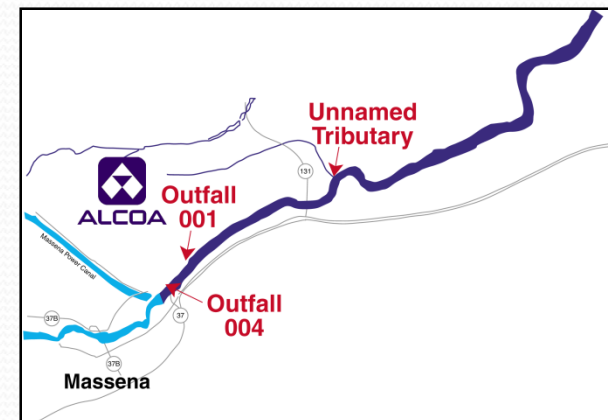 Unnamed
Tributary
131
ALCOA
Outfall
001
Massena Power Canal
Outfall
004
37
37B
37B
Massena